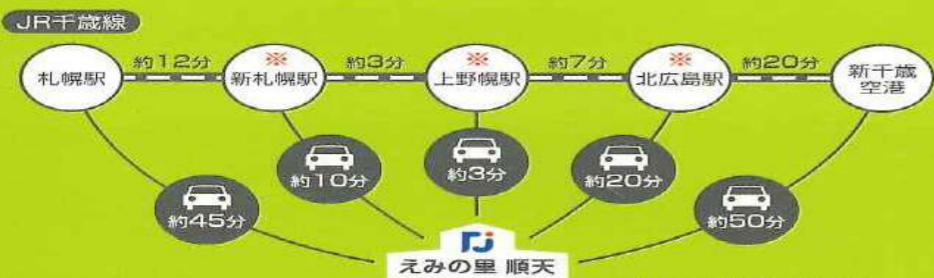 JR千歳線
約12分
約3分
約7分
約20分
札幌駅
※
新札幌駅
※
上野幌駅
※
北広島駅
新千歳
空港
約45分
約10分
約3分
約20分
約50分
えみの里 順天